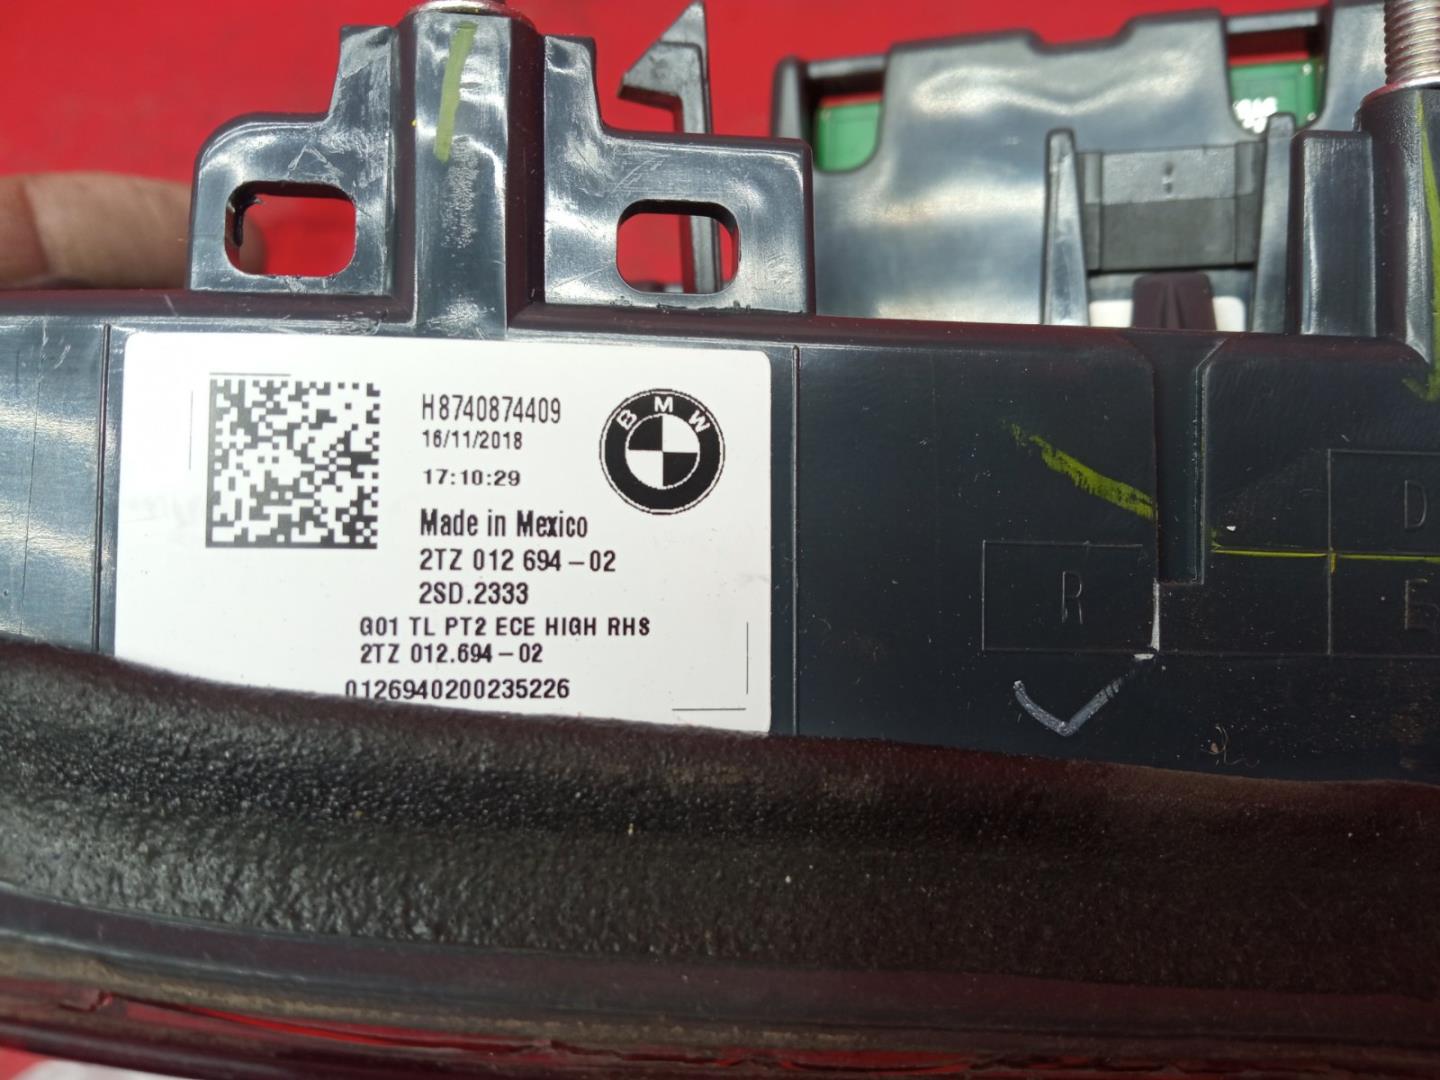 H8740874409
16/11/2018
17:10:29
BMW
Made in Mexico
2TZ 012 694-02
2SD.2333
G01 TL PT2 ECE HIGH RHS
2TZ 012.694-02
0126940200235226
R
D